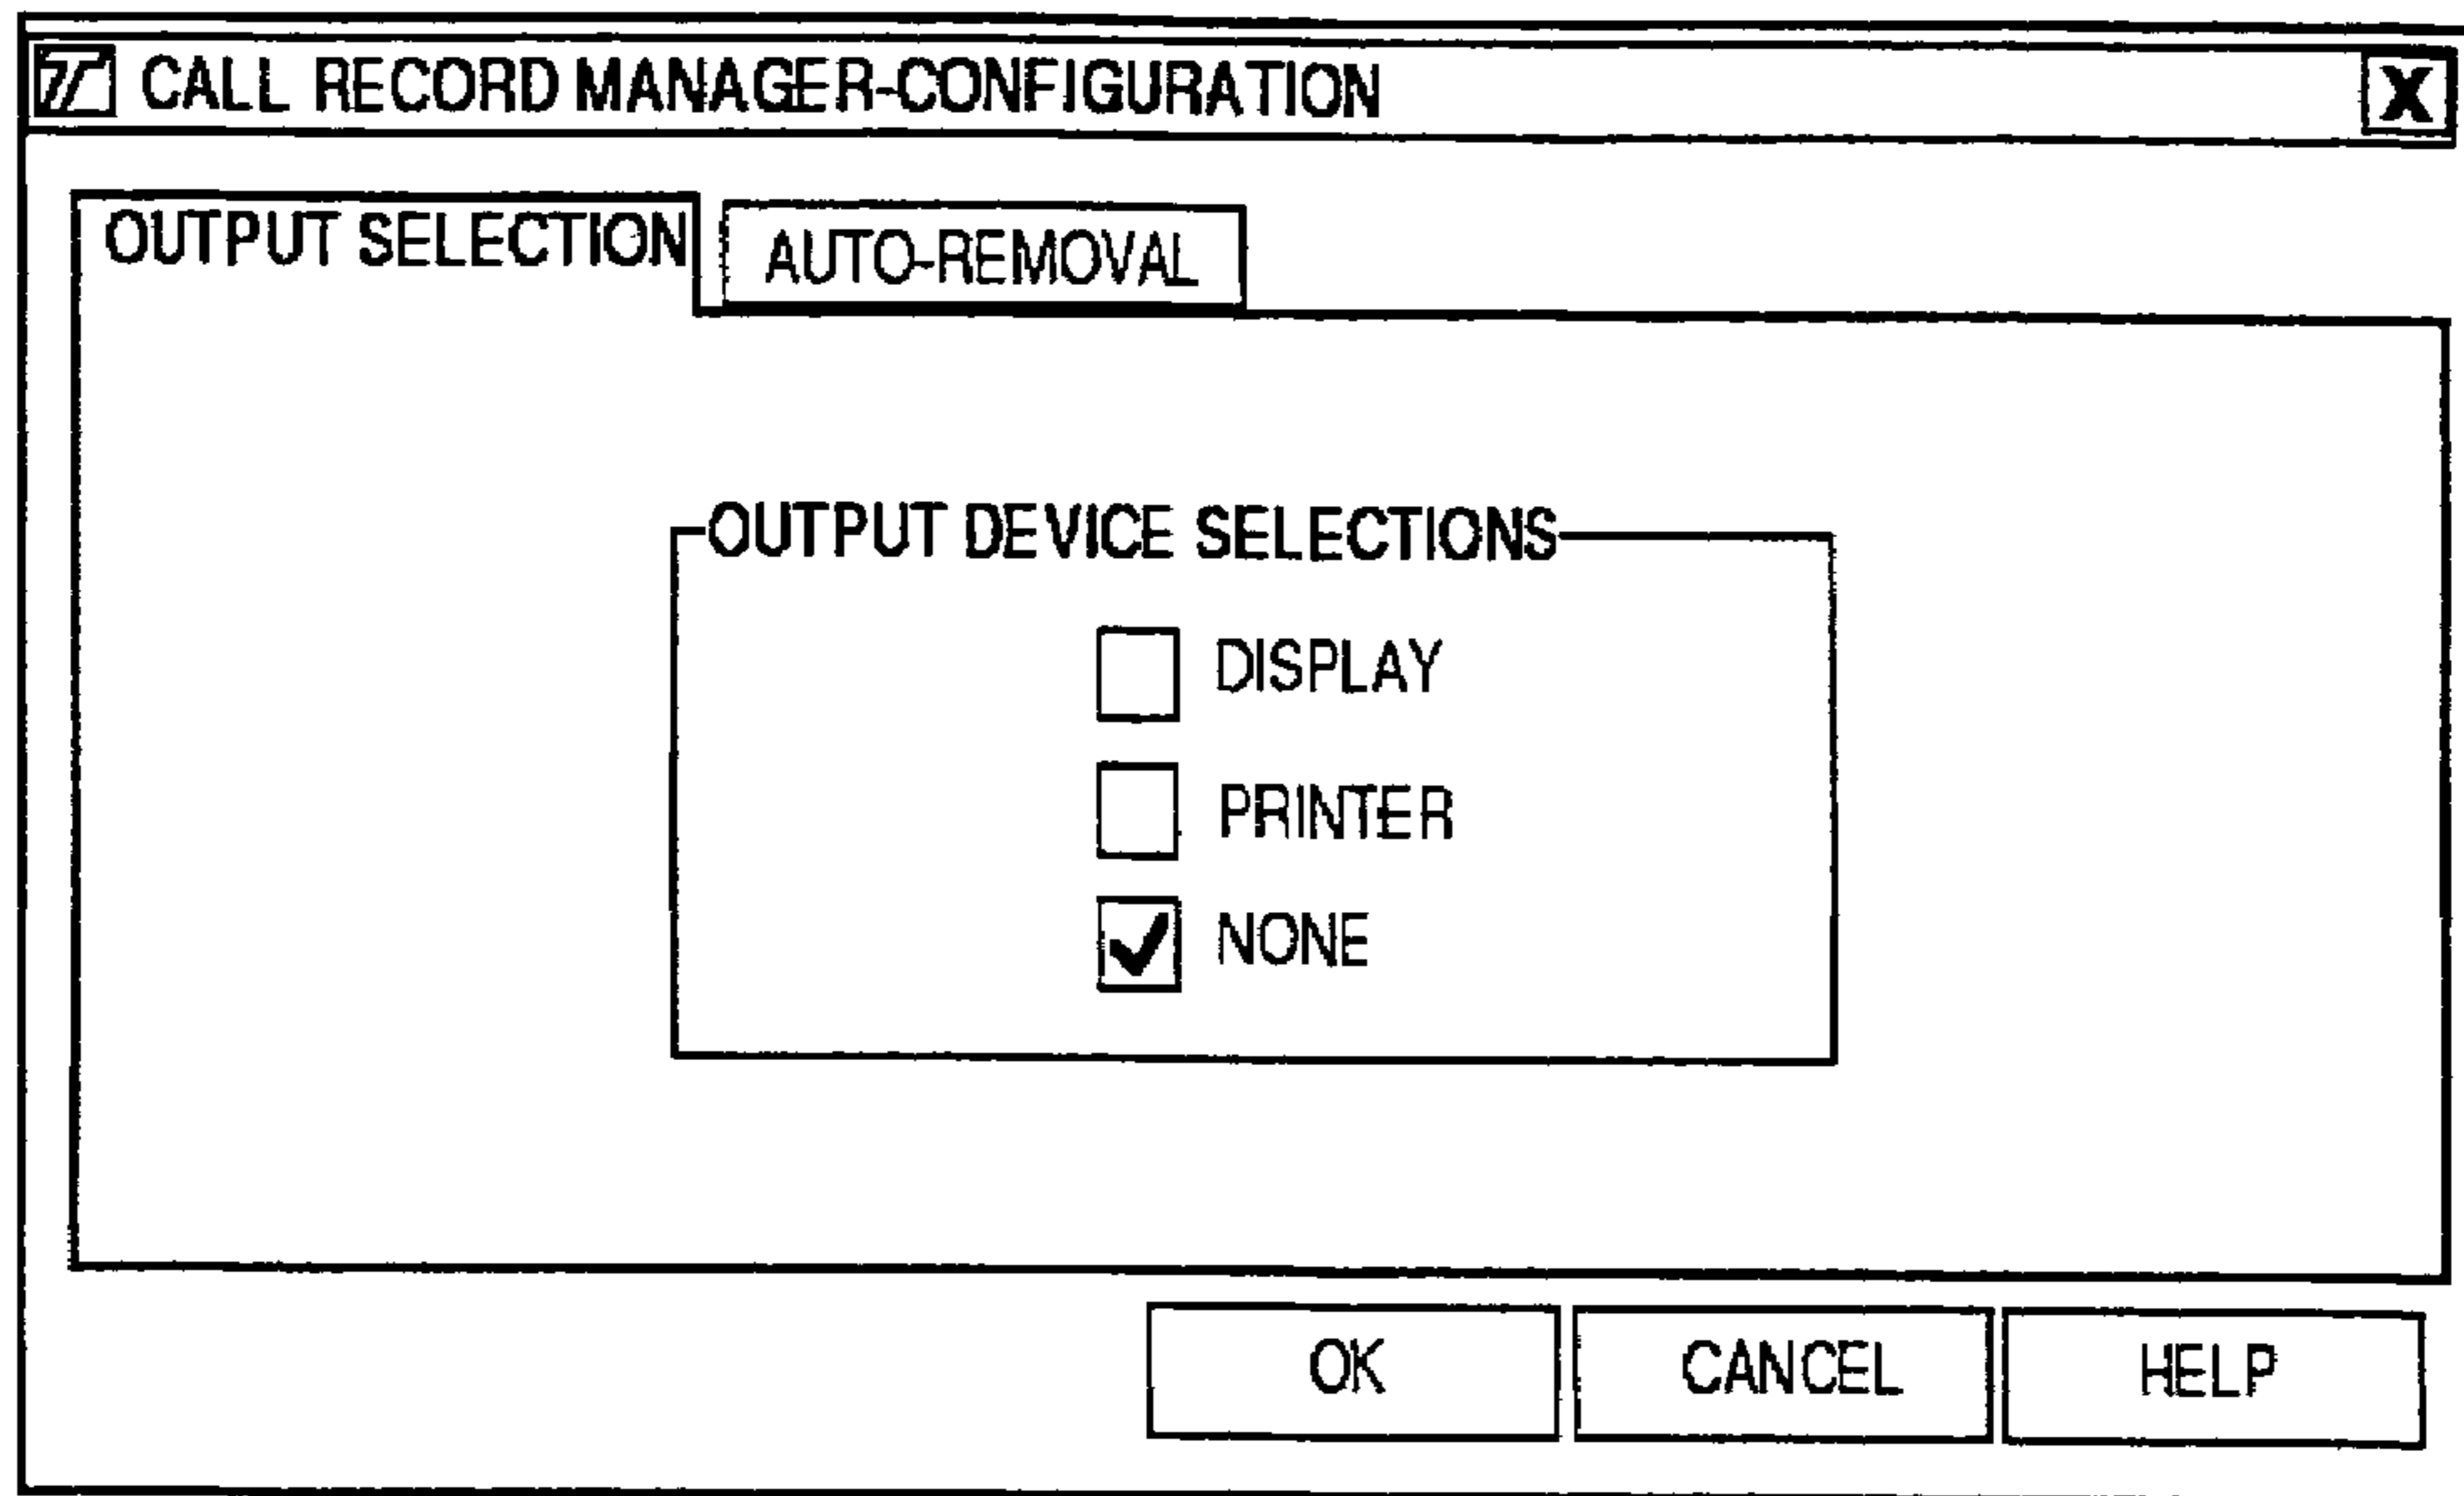 CALL RECORD MANAGER-CONFIGURATION X
OUTPUT SELECTION AUTO-REMOVAL
OUTPUT DEVICE SELECTIONS
DISPLAY
PRINTER
NONE
OK CANCEL HELP